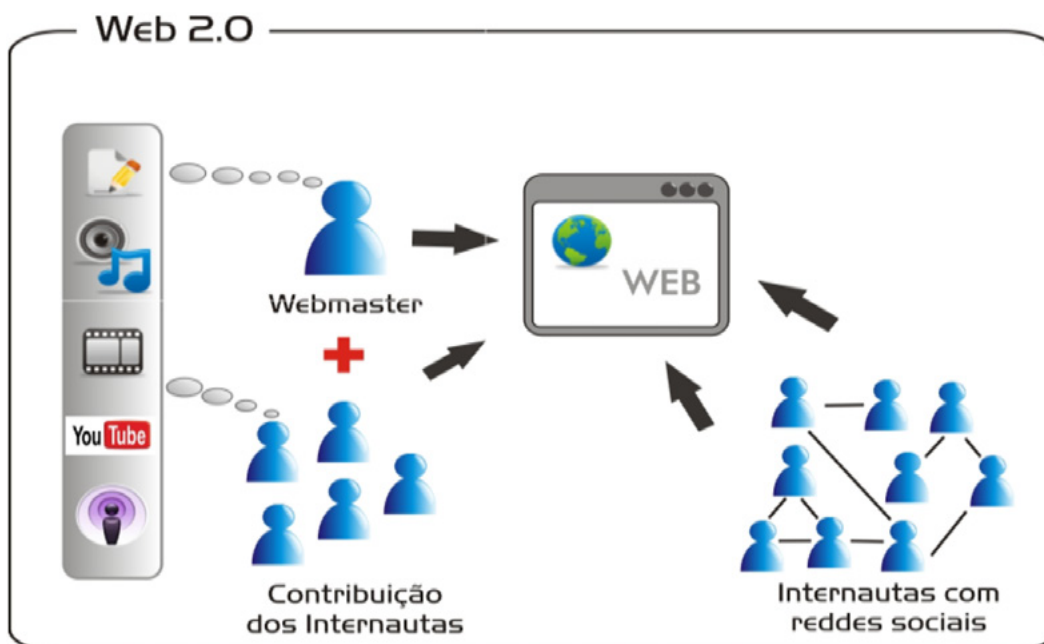 Web 2.0
WEB
Webmaster
You Tube
Contribuição
dos Internautas
Internautas com
reddes sociais